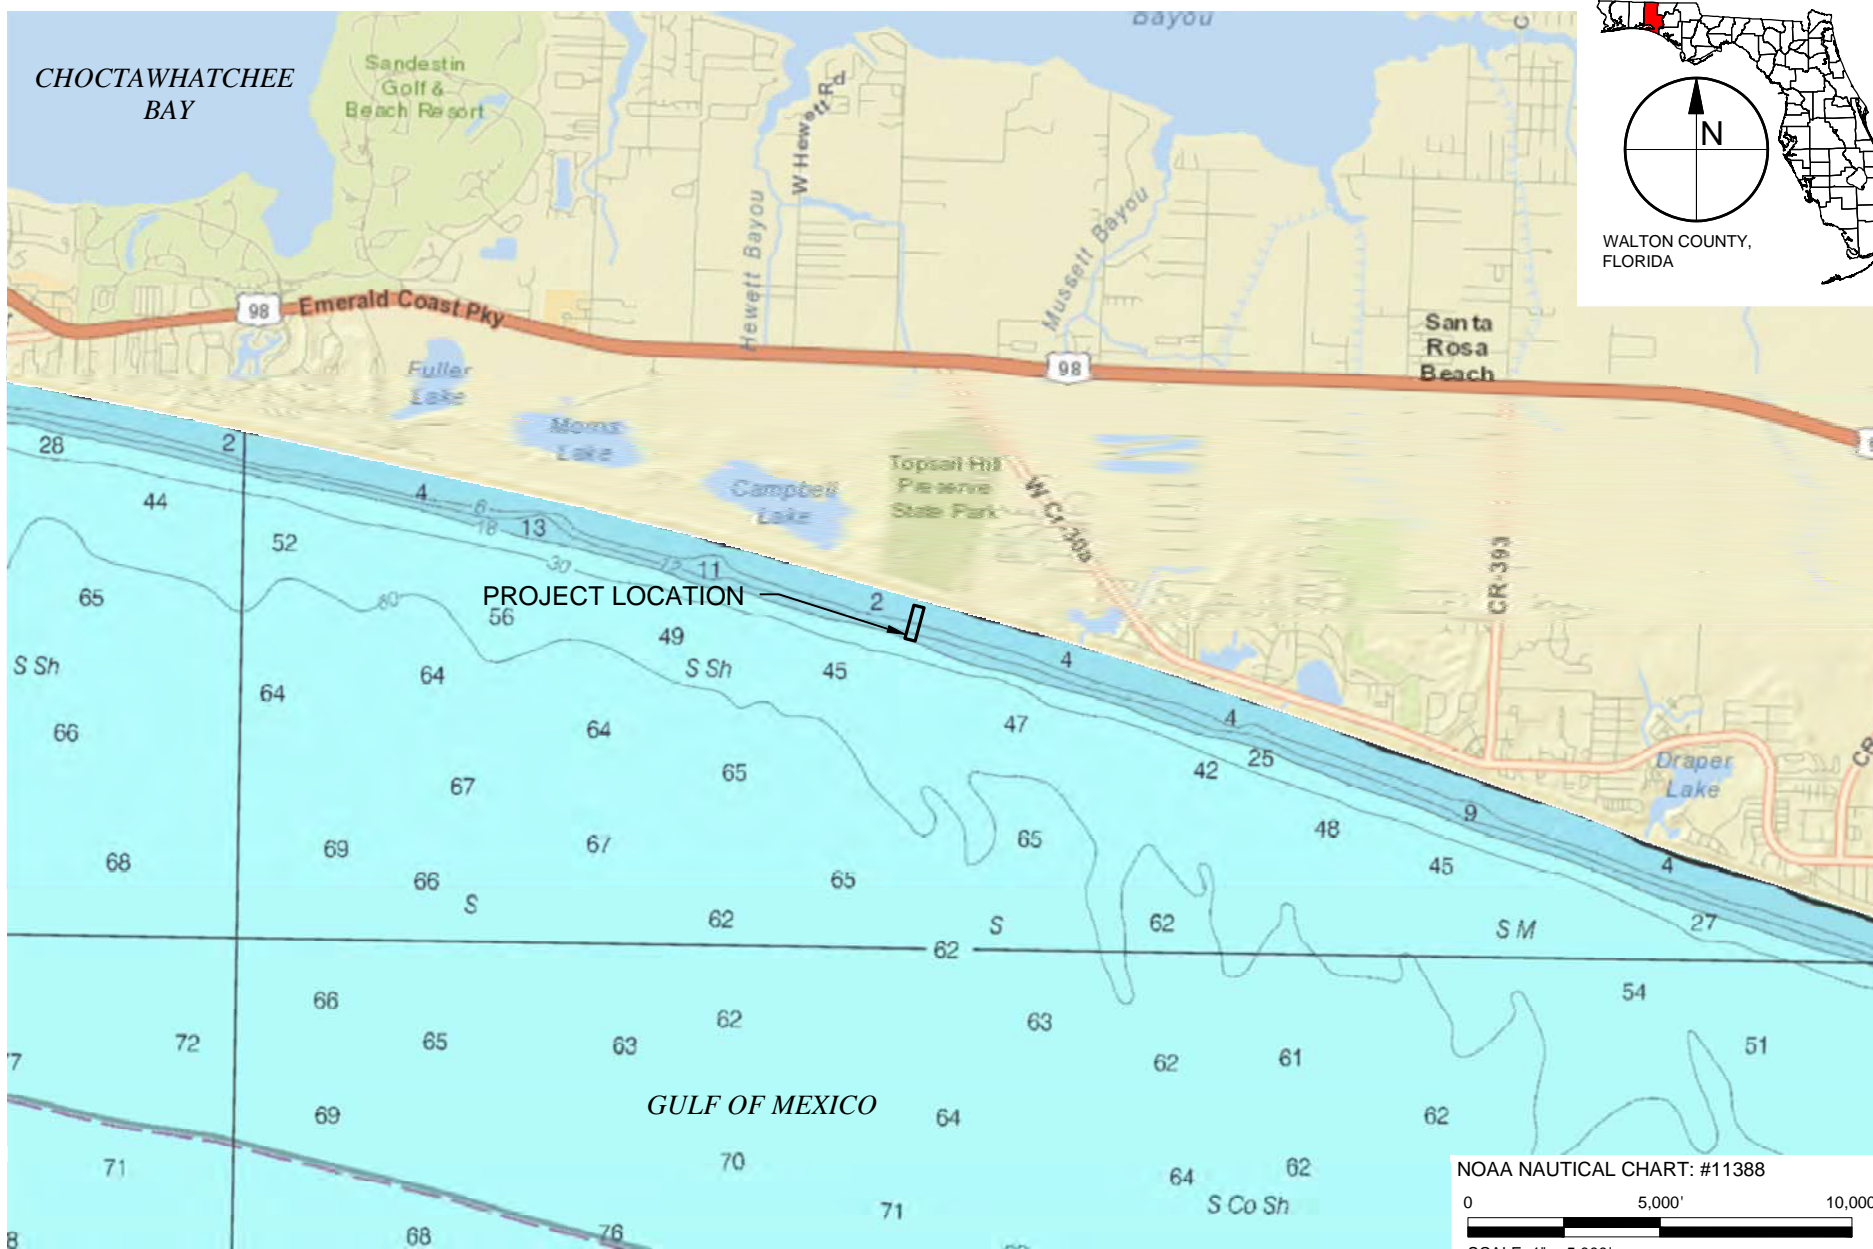 Bayou
CHOCTAWHATCHEE
BAY
Sandestin
Golf &
Beach Resort
W Hewett Rd
Hewett Bayou
Mussett Bayou
N
WALTON COUNTY,
FLORIDA
98
Emerald Coast Pky
98
Santa
Rosa
Beach
Fuller
Lake
Morris
Lake
Campbell
Lake
Topsail Hill
Preserve
State Park
CR-393
Draper
Lake
28
2
44
52
4
6
18
13
30
12
11
65
60
56
PROJECT LOCATION
2
49
S Sh
S Sh
45
4
64
64
66
64
47
4
25
42
65
67
9
48
65
67
69
68
66
65
45
4
S
62
S
62
S M
27
62
54
66
62
63
72
65
63
62
61
51
69
GULF OF MEXICO
64
62
71
70
64
62
S Co Sh
71
68
76
NOAA NAUTICAL CHART: #11388
0 5,000' 10,000